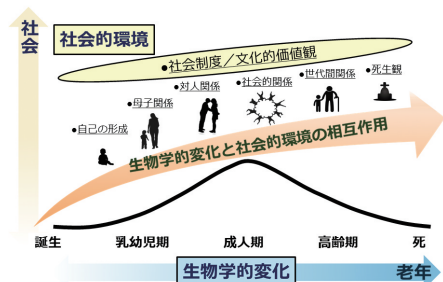 社会
社会的環境
●社会制度／文化的価値観
●自己の形成
●母子関係
●対人関係
●社会的関係
●世代間関係
●死生観
生物学的変化と社会的環境の相互作用
誕生
乳幼児期
成人期
高齢期
死
生物学的変化
老年